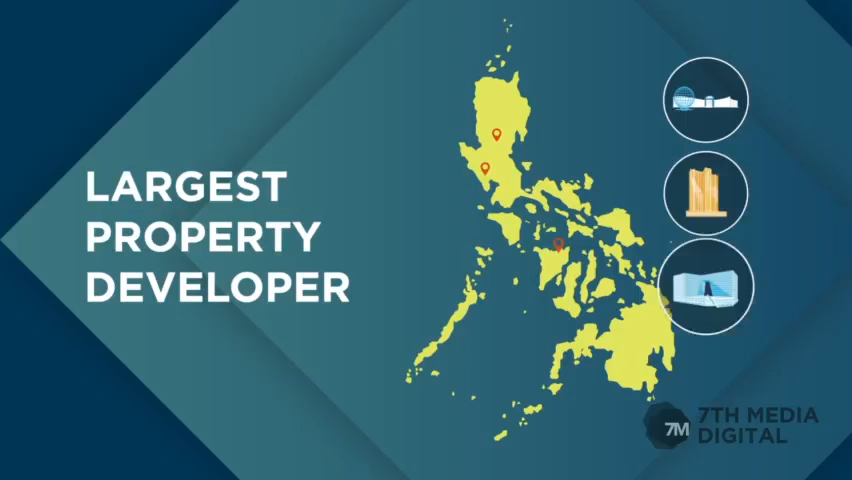 LARGEST
PROPERTY
DEVELOPER
7M
7TH MEDIA
DIGITAL